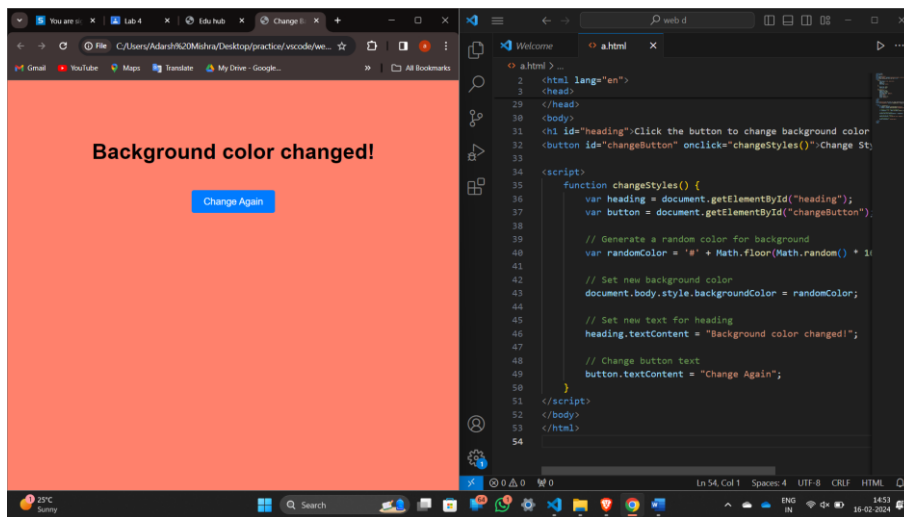 You are si
Lab 4
Edu hub
Change B
File
C:/Users/Adarsh%20Mishra/Desktop/practice/.vscode/we...
Gmail
YouTube
Maps
Translate
My Drive - Google...
»
All Bookmarks
Background color changed!
Change Again
web d
Welcome
<> a.html
<> a.html > ...
2 <html lang="en">
3 <head>
29 </head>
30 <body>
31 <h1 id="heading">Click the button to change background color
32 <button id="changeButton" onclick="changeStyles()">Change Sty
33
34 <script>
35 function changeStyles() {
36 var heading = document.getElementById("heading");
37 var button = document.getElementById("changeButton")
38
39 // Generate a random color for background
40 var randomColor = '#' + Math.floor(Math.random() * 1
41
42 // Set new background color
43 document.body.style.backgroundColor = randomColor;
44
45 // Set new text for heading
46 heading.textContent = "Background color changed!";
47
48 // Change button text
49 button.textContent = "Change Again";
50 }
51 </script>
52 </body>
53 </html>
54
0 0 0
Ln 54, Col 1 Spaces: 4 UTF-8 CRLF HTML
25°C
Sunny
Search
ENG
IN
14:53
16-02-2024